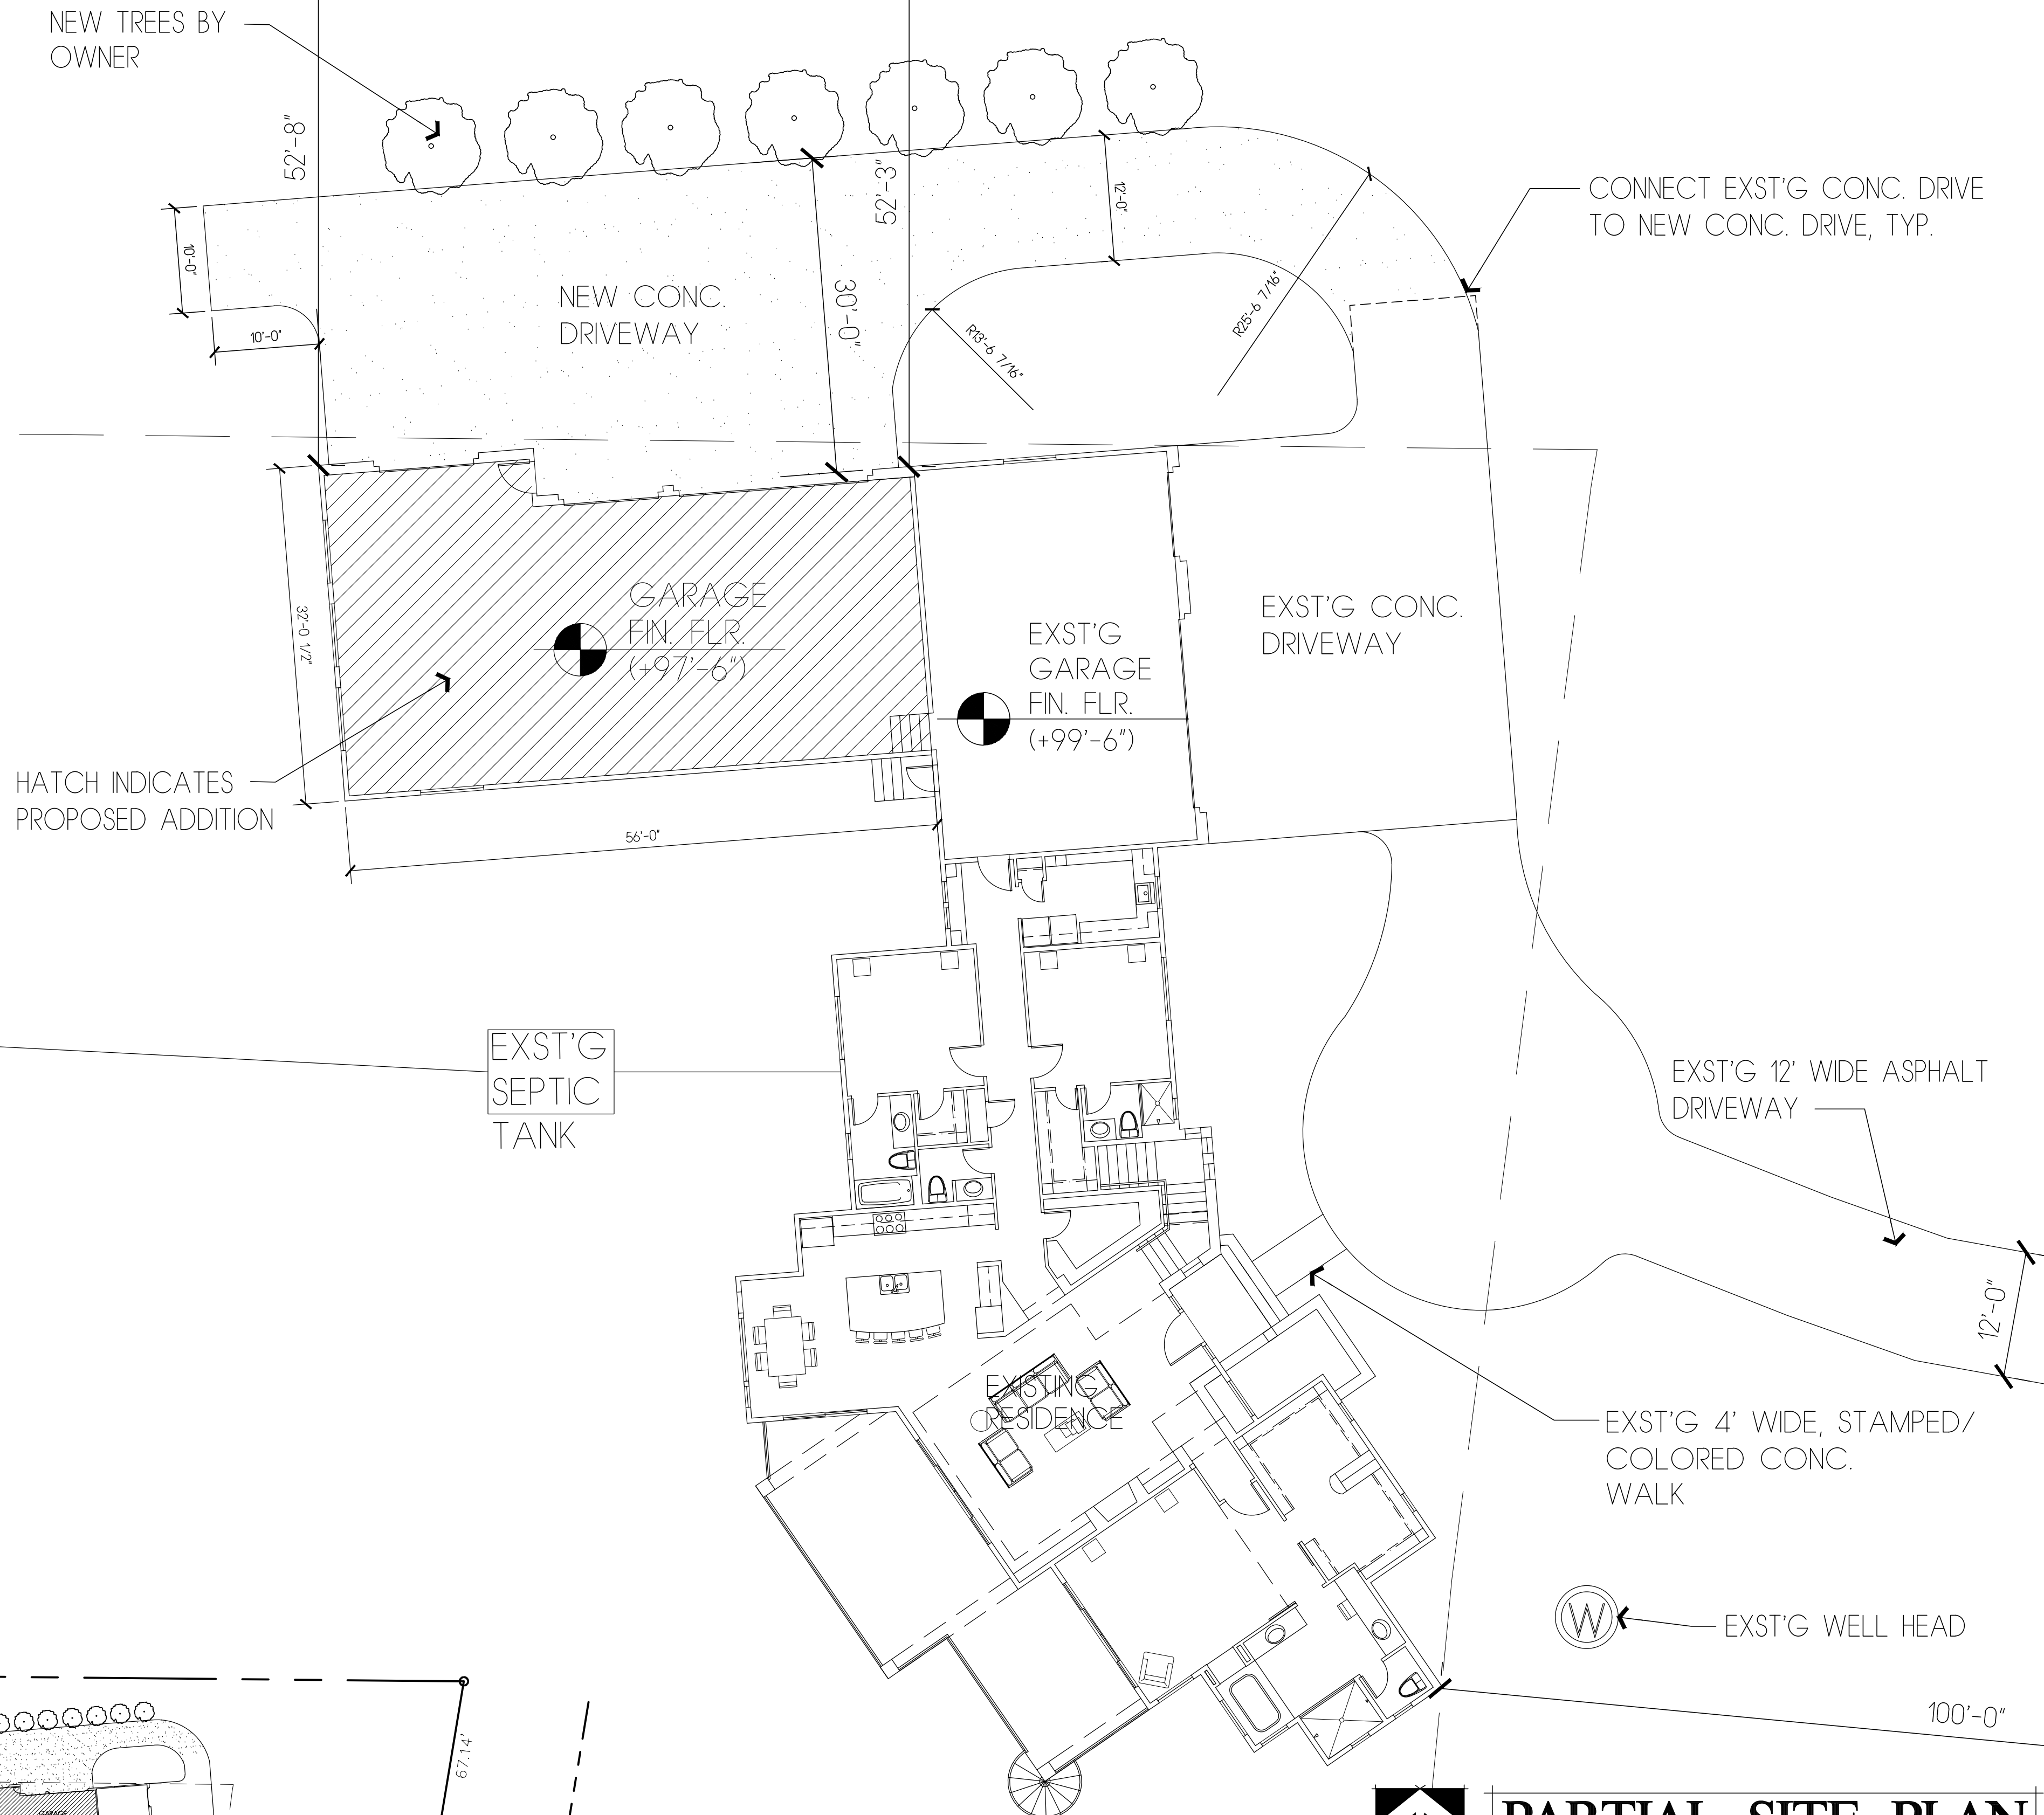 NEW TREES BY
OWNER
52'-8"
52'-3"
12'-0"
CONNECT EXST'G CONC. DRIVE
TO NEW CONC. DRIVE, TYP.
10'-0"
10'-0"
NEW CONC.
DRIVEWAY
30'-0"
R13'-6 7/16"
R25'-6 7/16"
32'-0 1/2"
GARAGE
FIN. FLR.
(+97'-6")
EXST'G
GARAGE
FIN. FLR.
(+99'-6")
EXST'G CONC.
DRIVEWAY
HATCH INDICATES
PROPOSED ADDITION
56'-0"
EXST'G
SEPTIC
TANK
EXST'G 12' WIDE ASPHALT
DRIVEWAY
12'-0"
EXISTING
RESIDENCE
EXST'G 4' WIDE, STAMPED/
COLORED CONC.
WALK
W
EXST'G WELL HEAD
100'-0"
67.14'
GARAGE
PARTIAL SITE PLAN